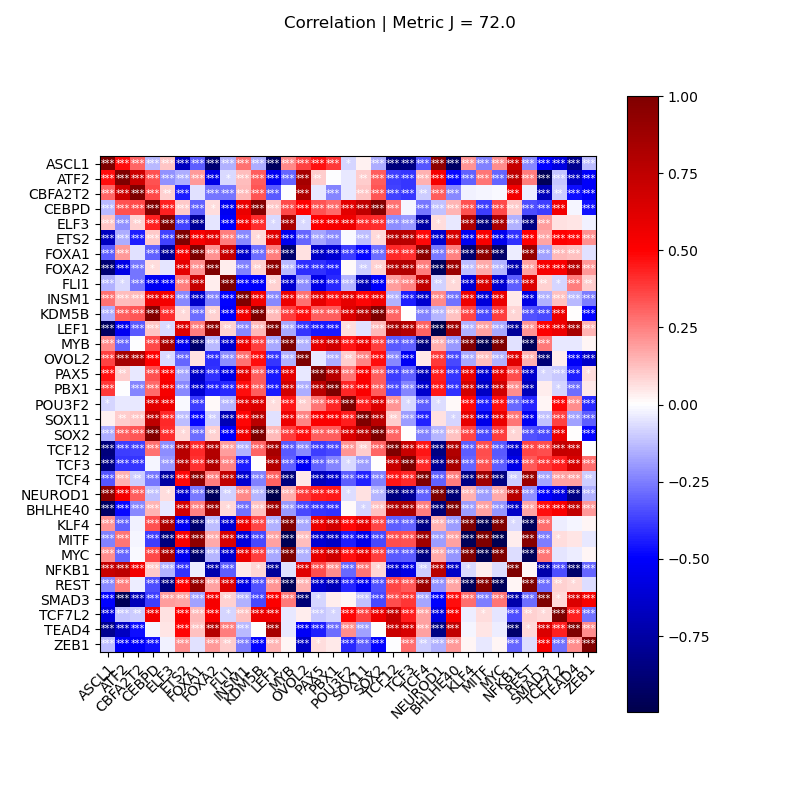 Correlation | Metric J = 72.0
ASCL1
ATF2
CBFA2T2
CEBPD
ELF3
ETS2
FOXA1
FOXA2
FLI1
INSM1
KDM5B
LEF1
MYB
OVOL2
PAX5
PBX1
POU3F2
SOX11
SOX2
TCF12
TCF3
TCF4
NEUROD1
BHLHE40
KLF4
MITF
MYC
NFKB1
REST
SMAD3
TCF7L2
TEAD4
ZEB1
ASCL1
ATF2
CBFA2T2
CEBPD
ELF3
ETS2
FOXA1
FOXA2
FLI1
INSM1
KDM5B
LEF1
MYB
OVOL2
PAX5
PBX1
POU3F2
SOX11
SOX2
TCF12
TCF3
TCF4
NEUROD1
BHLHE40
KLF4
MITF
MYC
NFKB1
REST
SMAD3
TCF7L2
TEAD4
ZEB1
1.00
0.75
0.50
0.25
0.00
−0.25
−0.50
−0.75